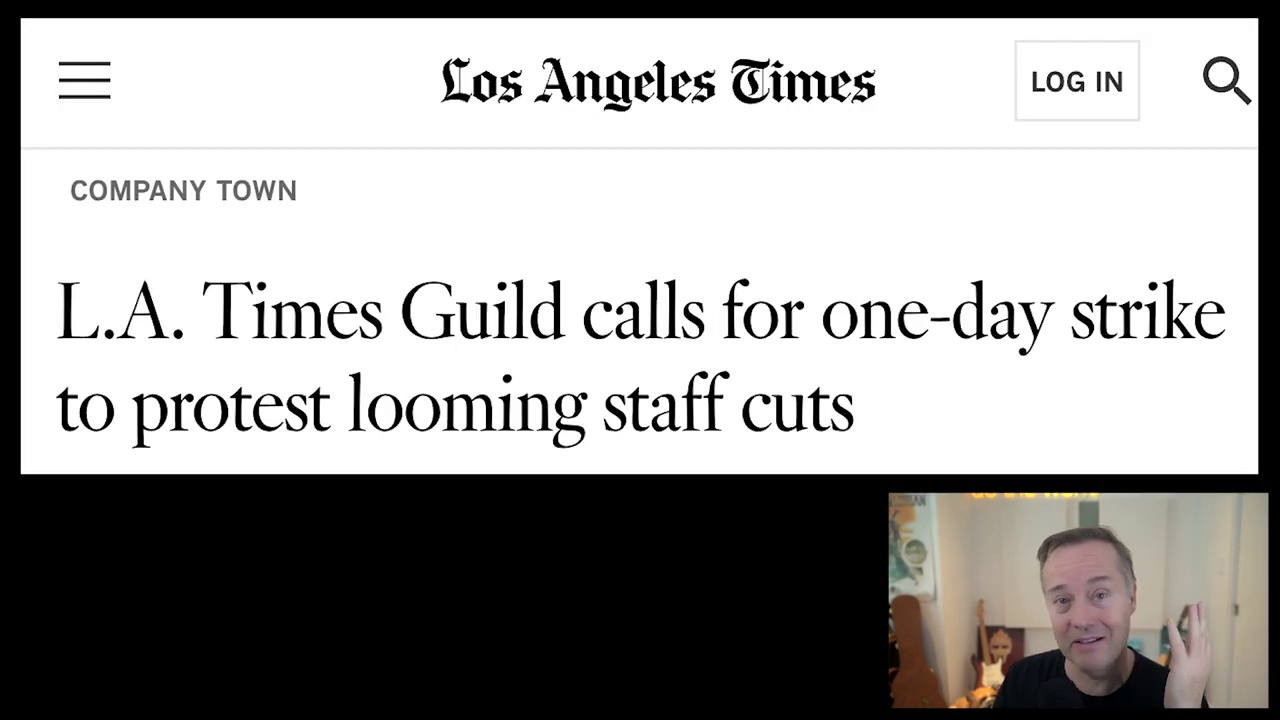 Los Angeles Times
LOG IN
COMPANY TOWN
L.A. Times Guild calls for one-day strike
to protest looming staff cuts